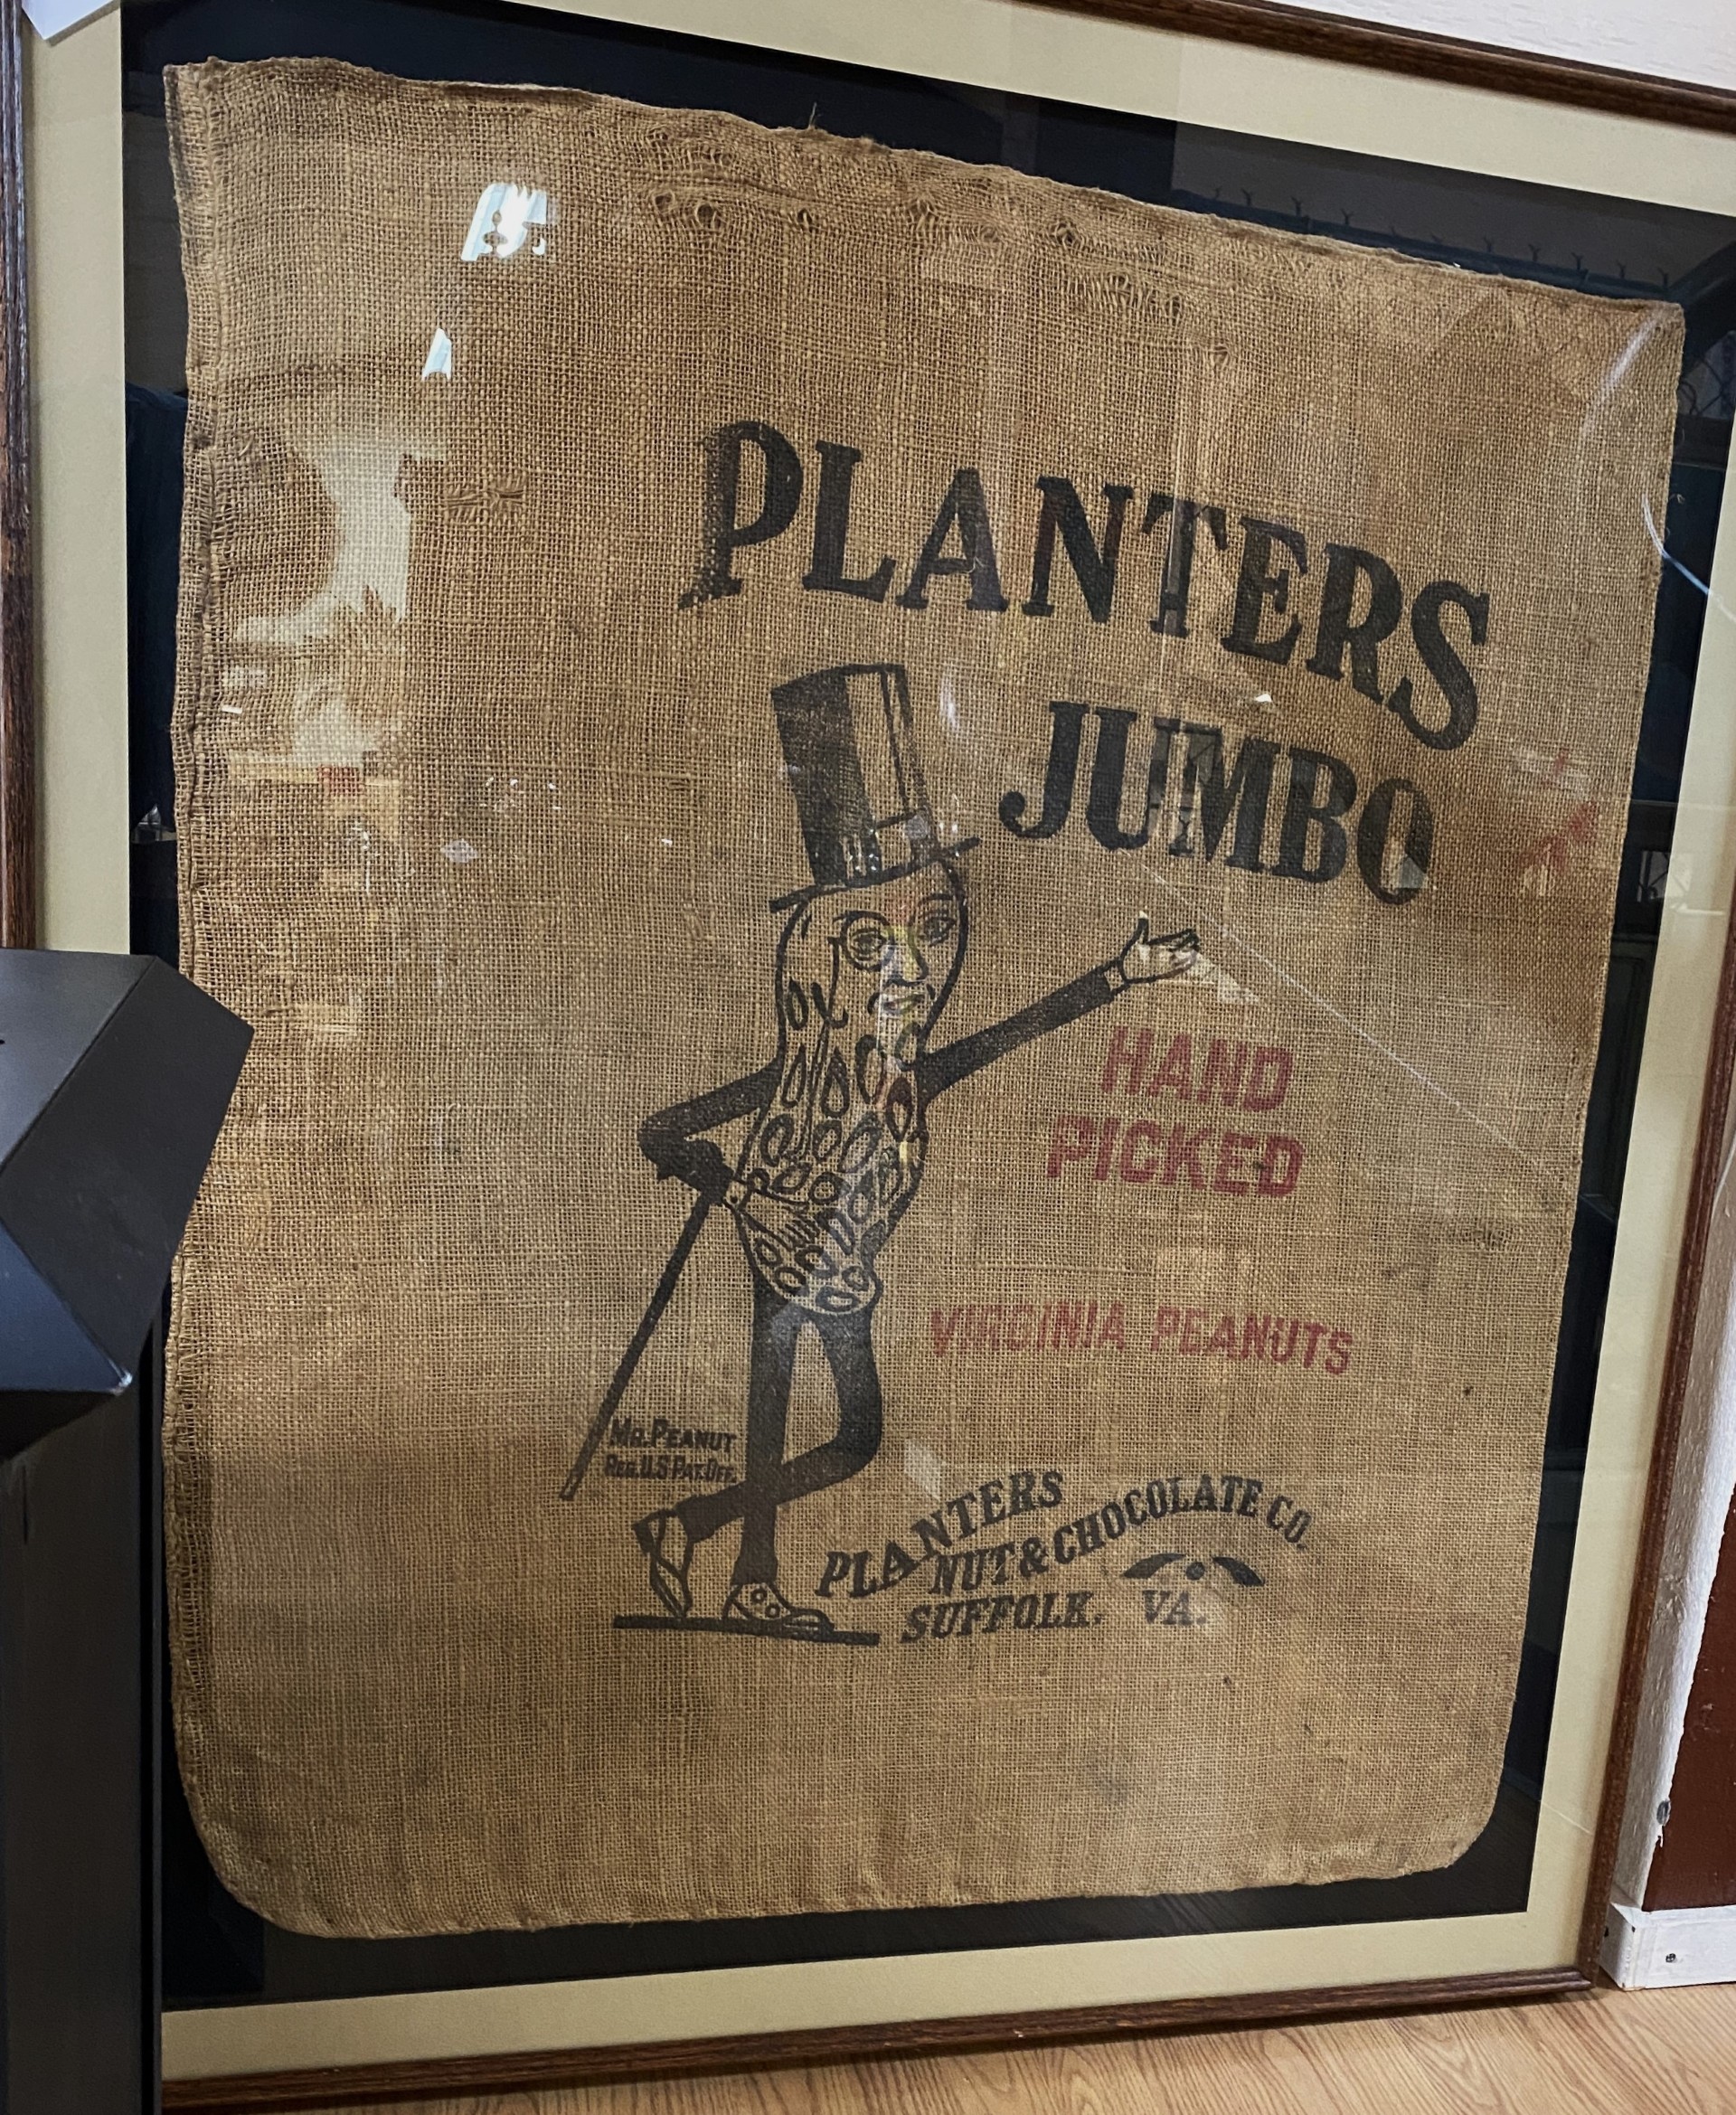 PLANTERS
JUMBO
HAND
PICKED
VIRGINIA PEANUTS
MR. PEANUT
REG. U.S PAT. OFF.
PLANTERS
NUT & CHOCOLATE CO.
SUFFOLK. VA.